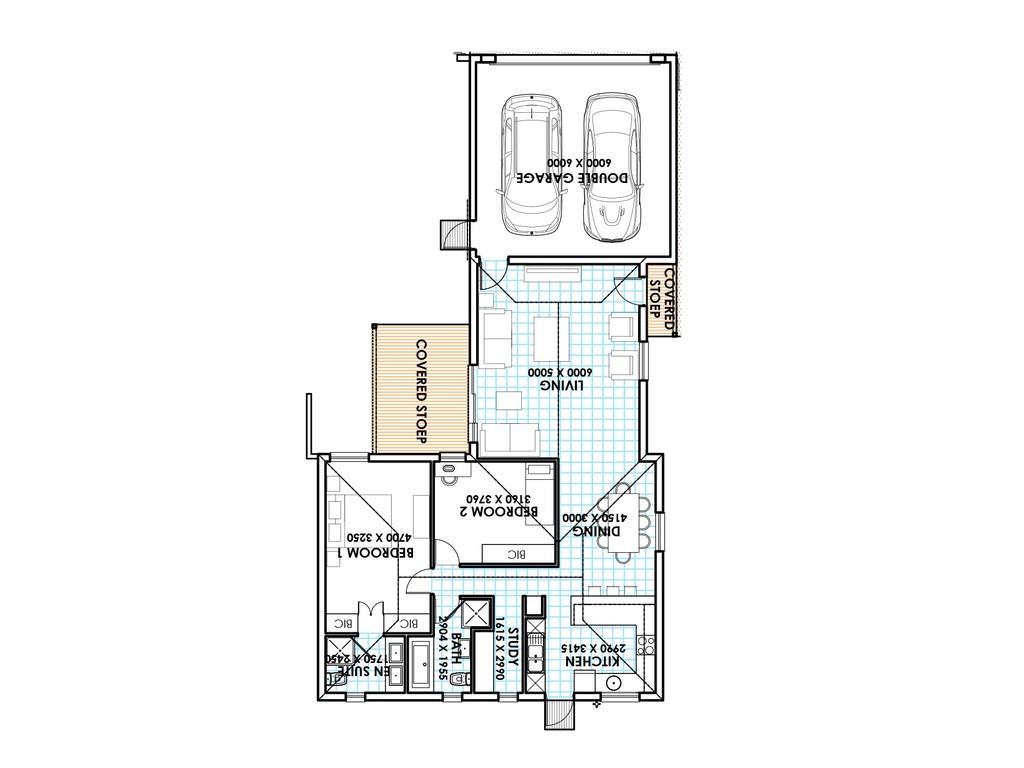 DOUBLE GARAGE
6000 X 6000
COVERED
STOEP
COVERED STOEP
LIVING
6000 X 5000
BEDROOM 2
3160 X 3760
BIC
DINING
4150 X 3000
BEDROOM 1
4700 X 3250
BIC
BIC
EN SUITE
1750 X 2450
BATH
2904 X 1955
STUDY
1615 X 2990
KITCHEN
2990 X 3415